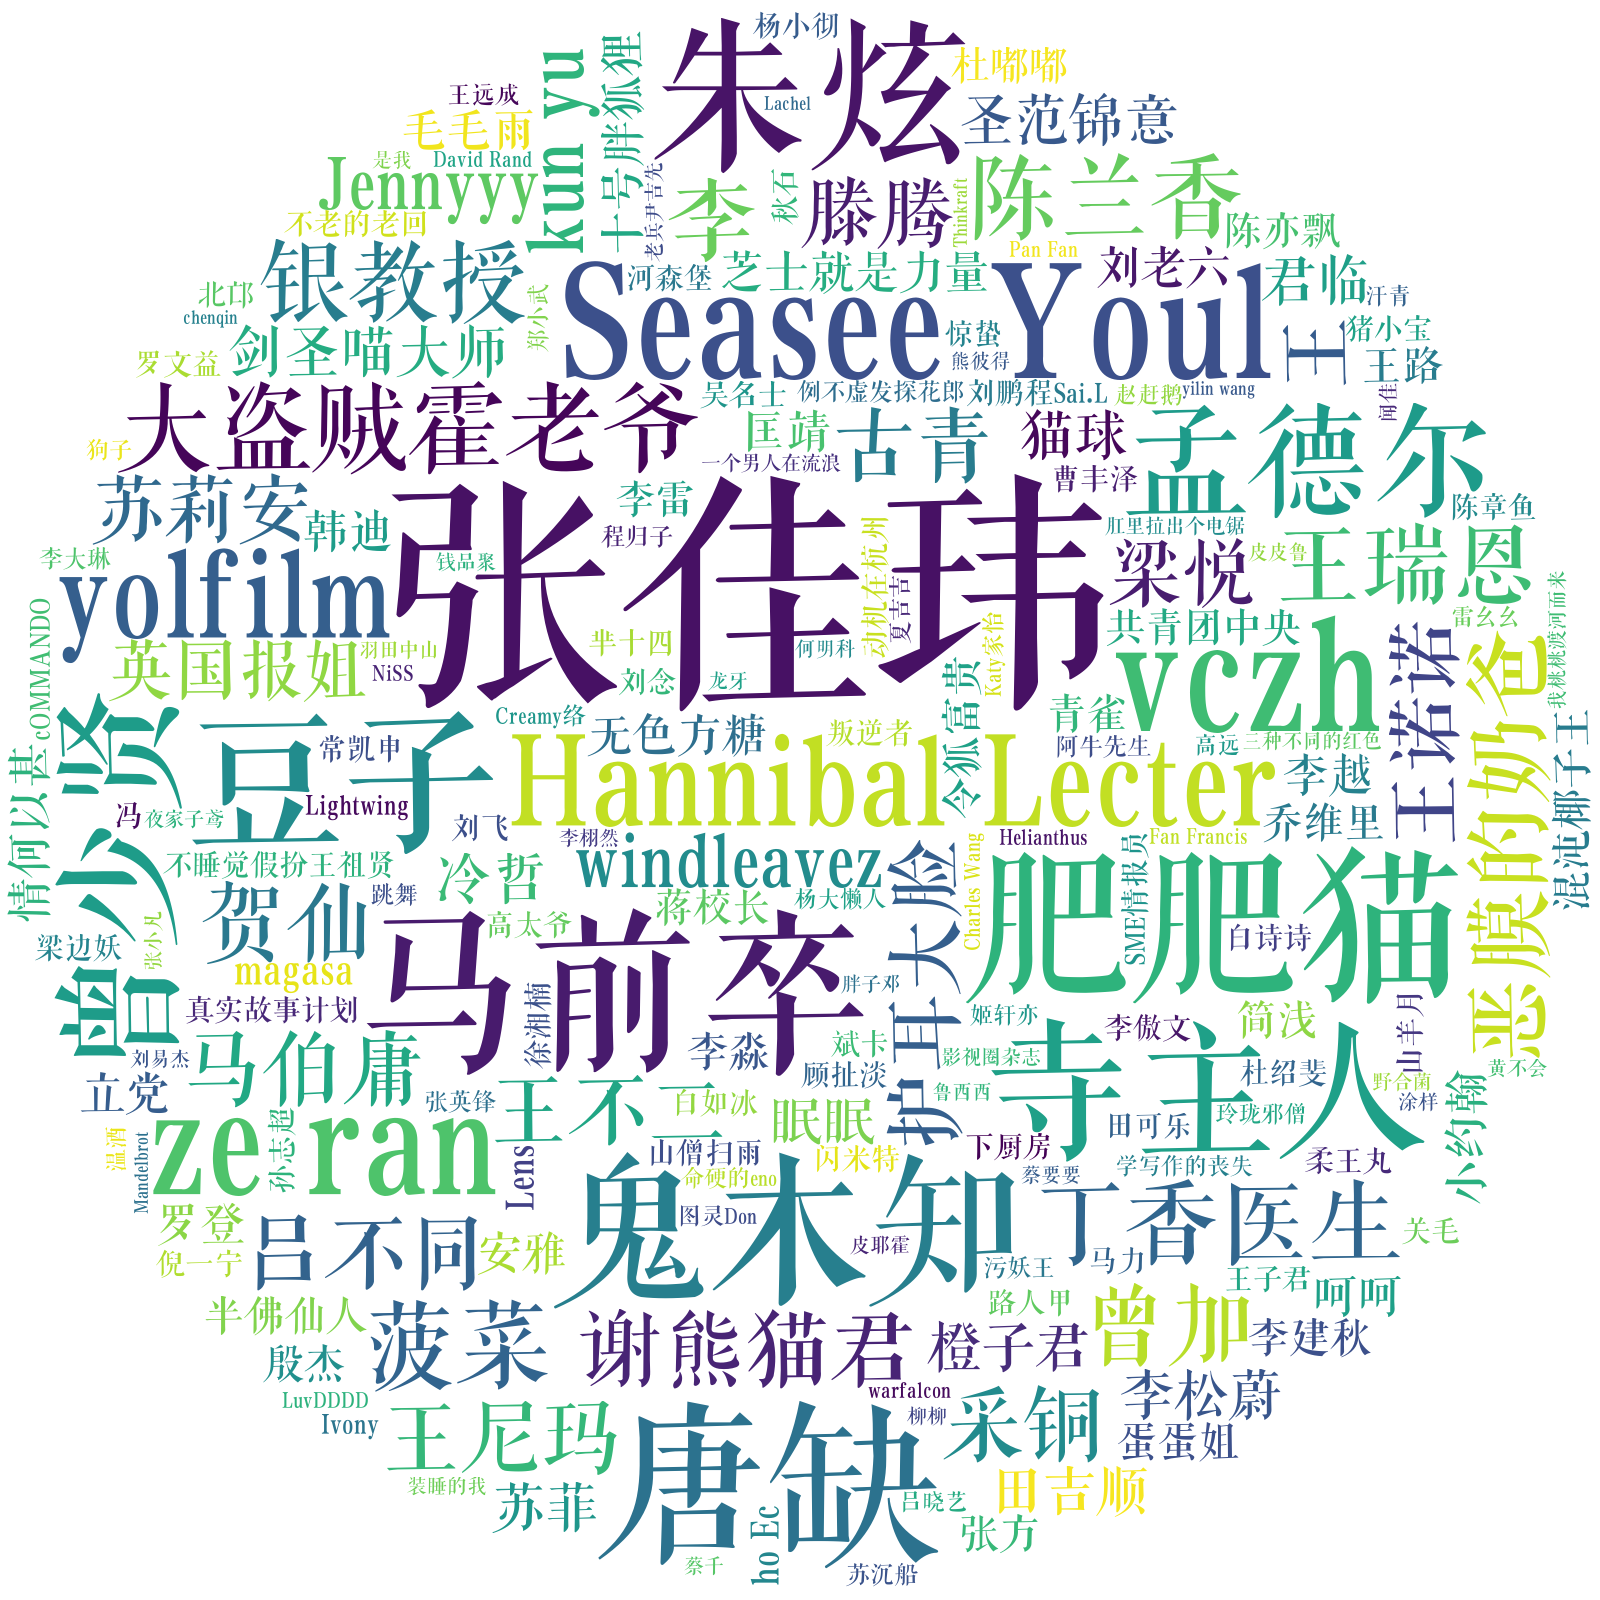 杨小彻
朱炫
杜嘟嘟
王远成
kun yu
十号胖狐狸
Lachel
毛毛雨
圣范锦意
是我
David Rand
Jennyyy
李
秋石
滕腾
陈兰香
老兵尹吉先
Thinkraft
不老的老回
陈亦飘
Pan Fan
银教授
河森堡
芝士就是力量
刘老六
君临
北邙
chenqin
郑小武
Seasee Youl
汗青
剑圣喵大师
惊蛰
王
猪小宝
罗文益
熊彼得
王路
大盗贼霍老爷
吴名士
例不虚发探花郎
刘鹏程Sai.L
赵赶鹅
yilin wang
闻佳
匡靖
古青
猫球
孟德尔
狗子
一个男人在流浪
曹丰泽
苏莉安
李雷
陈章鱼
韩迪
张佳玮
程归子
肛里拉出个电锯
李大琳
钱品聚
动机在杭州
梁悦
皮皮鲁
王瑞恩
yolfilm
夏吉吉
我桃桃渡河而来
cOMMANDO
雷幺幺
英国报姐
羽田中山
芈十四
何明科
Katy家怡
共青团中央
NiSS
刘念
龙牙
令狐富贵
vczh
王诺诺
恶膜的奶爸
曾少贤
豆子
Creamy络
无色方糖
叛逆者
青雀
混沌椰子王
常凯申
阿牛先生
高远
三种不同的红色
情何以甚
Hannibal Lecter
李越
冯
夜家子鸢
Lightwing
刘飞
李栩然
Helianthus
Fan Francis
乔维里
不睡觉假扮王祖贤
冷哲
windleavez
护耳大脸
Charles Wang
SME情报员
肥肥猫
贺仙
跳舞
高太爷
蒋校长
杨大懒人
梁边妖
张小凡
白诗诗
magasa
马前卒
胖子邓
真实故事计划
徐湘楠
姬轩亦
李傲文
简浅
山羊月
刘易杰
马伯庸
李淼
斌卡
影视圈杂志
寺主人
黄不会
立党
顾扯淡
杜绍斐
野合菌
张英锋
王不二
白如冰
眠眠
鲁西西
涂样
小约翰
孙志超
田可乐
玲珑邪僧
温酒
Mandelbrot
ze ran
Lens
山僧扫雨
闪米特
下厨房
学写作的丧失
柔王丸
命硬的eno
蔡要要
罗登
鬼木知
图灵Don
丁香医生
关毛
吕不同
安雅
皮耶霍
马力
倪一宁
污妖王
王子君
呵呵
半佛仙人
路人甲
菠菜
谢熊猫君
橙子君
曾加
李建秋
殷杰
LuvDDDD
warfalcon
李松蔚
Ivony
王尼玛
唐缺
柳柳
采铜
蛋蛋姐
装睡的我
苏菲
吕晓艺
田吉顺
ho Ec
张方
蔡千
苏沉船